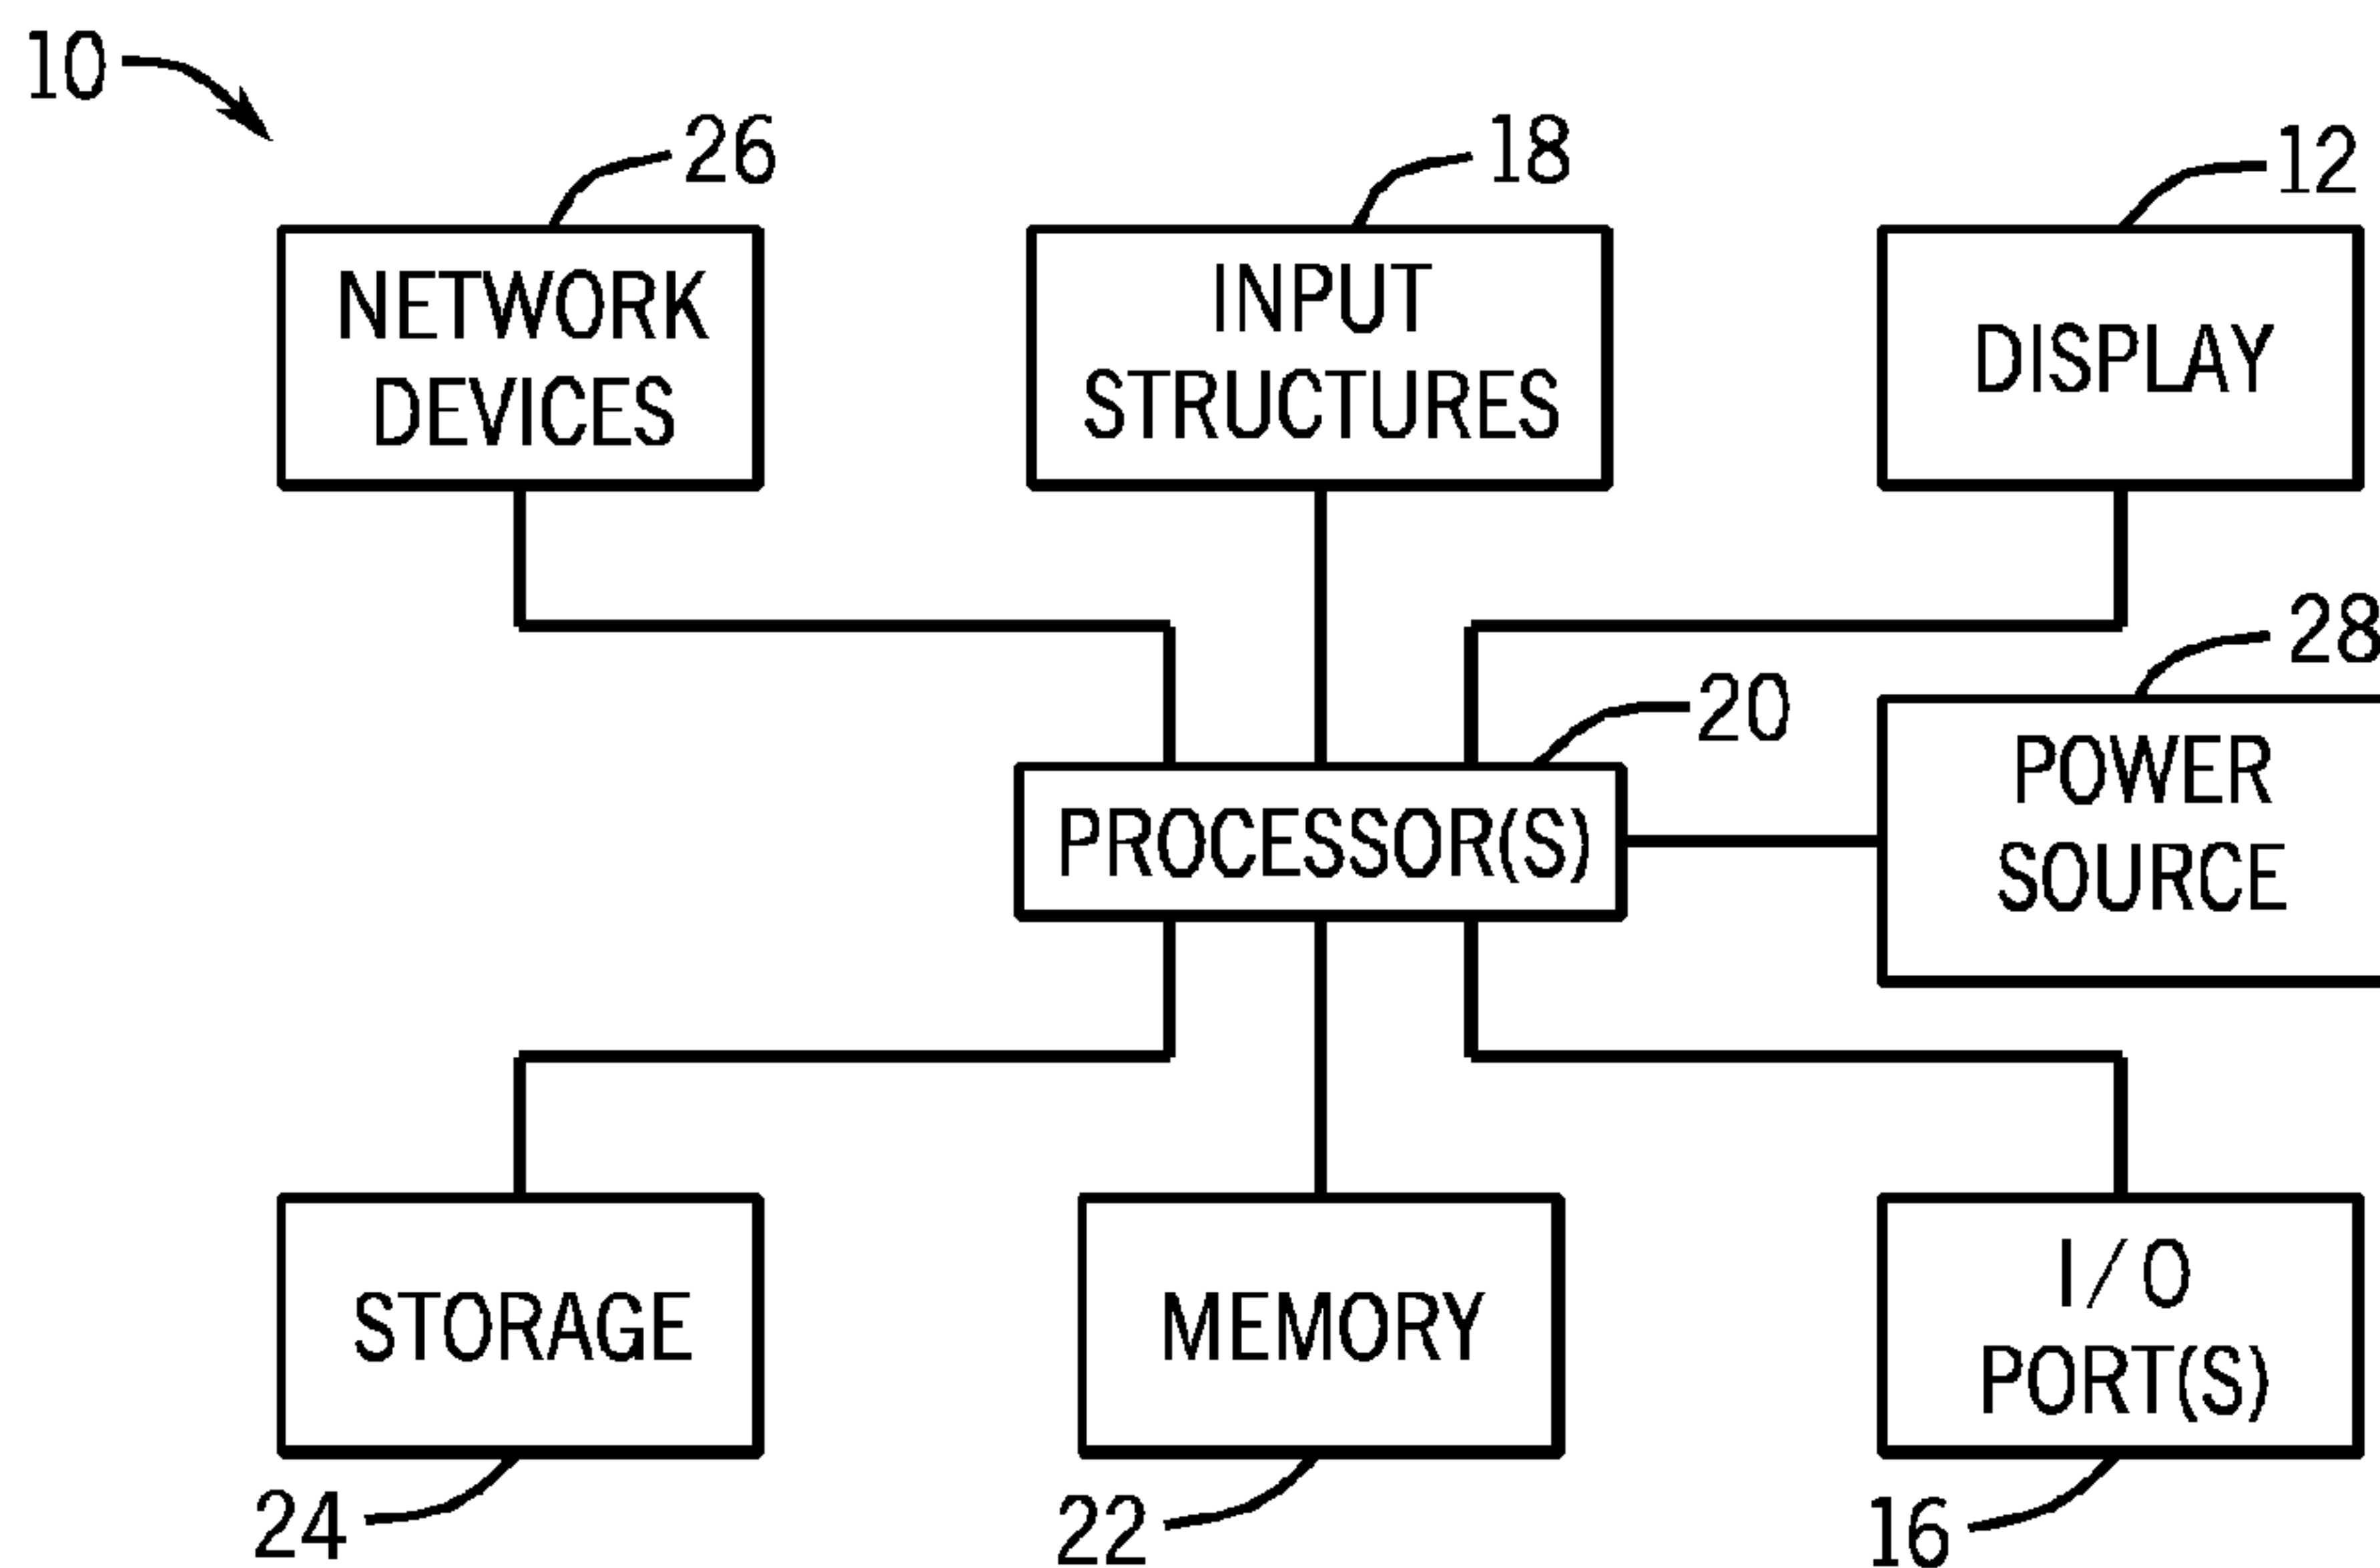 10
26
18
12
NETWORK
DEVICES
INPUT
STRUCTURES
DISPLAY
28
20
PROCESSOR(S)
POWER
SOURCE
STORAGE
MEMORY
I/O
PORT(S)
24
22
16